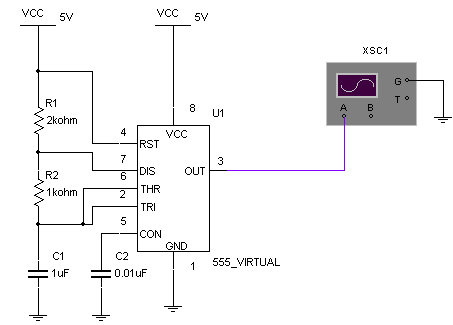 VCC 5V
VCC 5V
XSC1
G
T
A B
R1
2kohm
8
U1
VCC
4 RST
7 DIS
OUT 3
R2
1kohm
6 THR
2 TRI
5 CON
GND
1
555_VIRTUAL
C1
1uF
C2
0.01uF